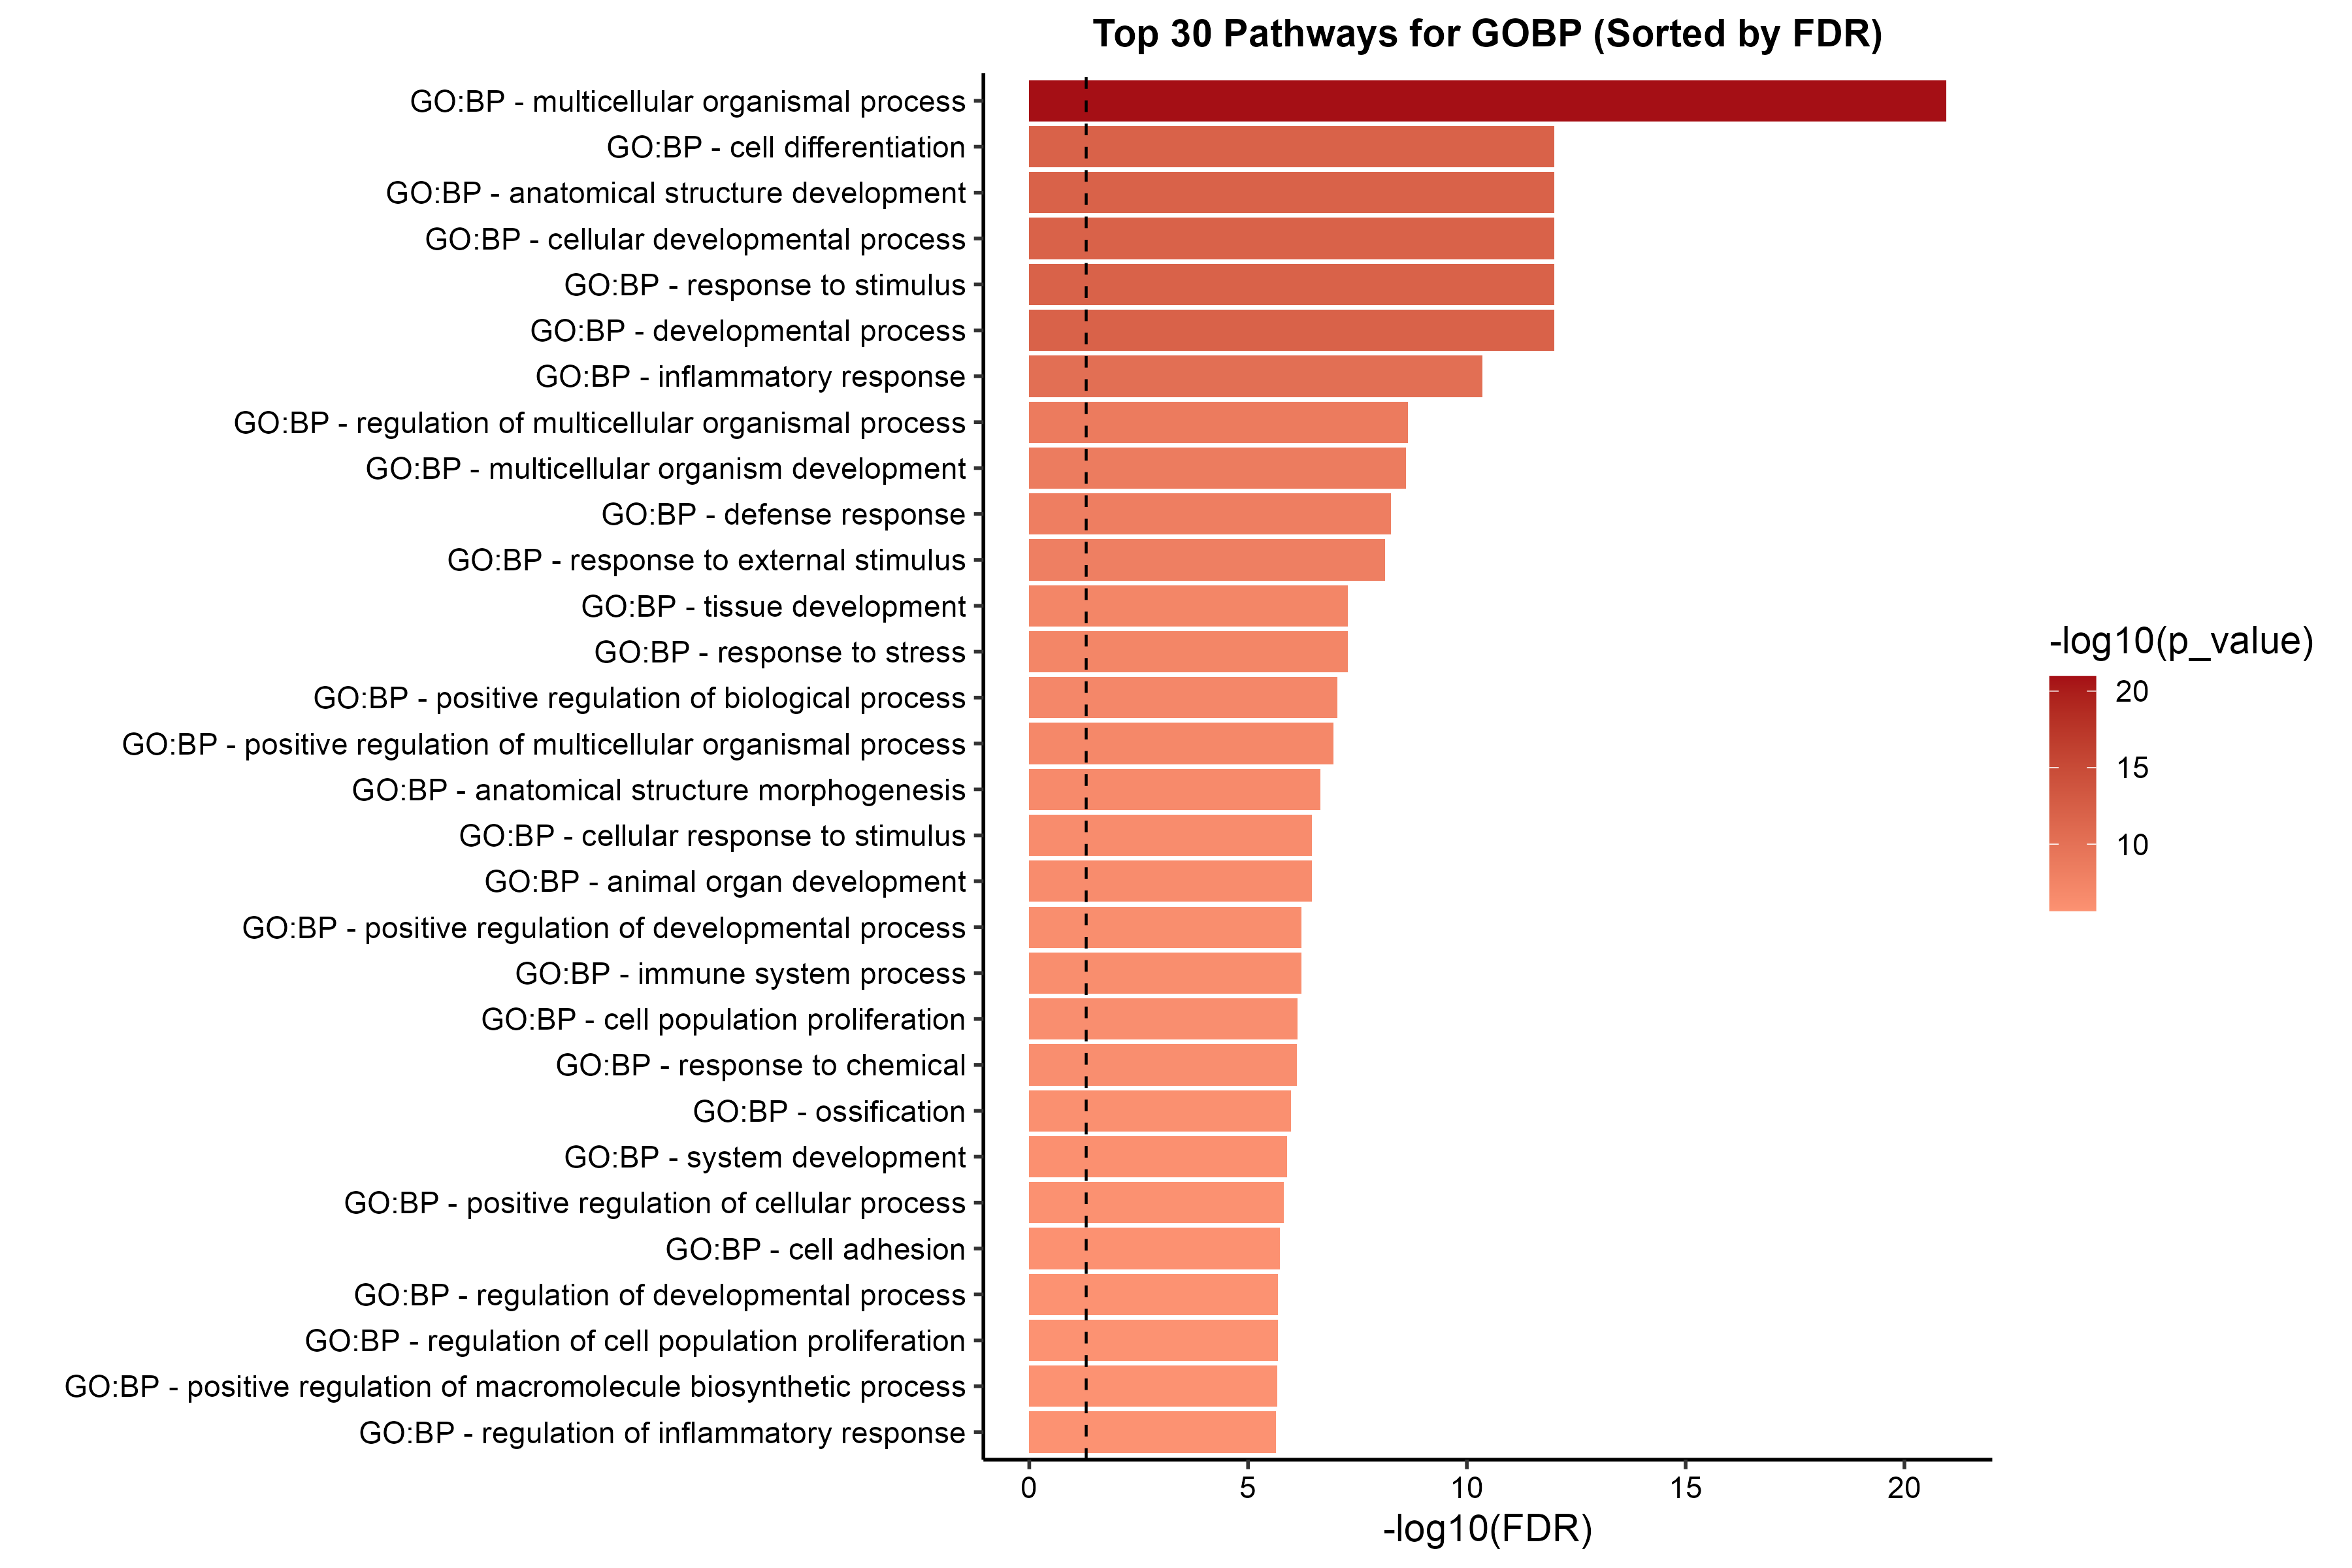 Top 30 Pathways for GOBP (Sorted by FDR)
GO:BP - multicellular organismal process
GO:BP - cell differentiation
GO:BP - anatomical structure development
GO:BP - cellular developmental process
GO:BP - response to stimulus
GO:BP - developmental process
GO:BP - inflammatory response
GO:BP - regulation of multicellular organismal process
GO:BP - multicellular organism development
GO:BP - defense response
GO:BP - response to external stimulus
GO:BP - tissue development
GO:BP - response to stress
GO:BP - positive regulation of biological process
GO:BP - positive regulation of multicellular organismal process
GO:BP - anatomical structure morphogenesis
GO:BP - cellular response to stimulus
GO:BP - animal organ development
GO:BP - positive regulation of developmental process
GO:BP - immune system process
GO:BP - cell population proliferation
GO:BP - response to chemical
GO:BP - ossification
GO:BP - system development
GO:BP - positive regulation of cellular process
GO:BP - cell adhesion
GO:BP - regulation of developmental process
GO:BP - regulation of cell population proliferation
GO:BP - positive regulation of macromolecule biosynthetic process
GO:BP - regulation of inflammatory response
0 5 10 15 20
-log10(FDR)
-log10(p_value)
20
15
10